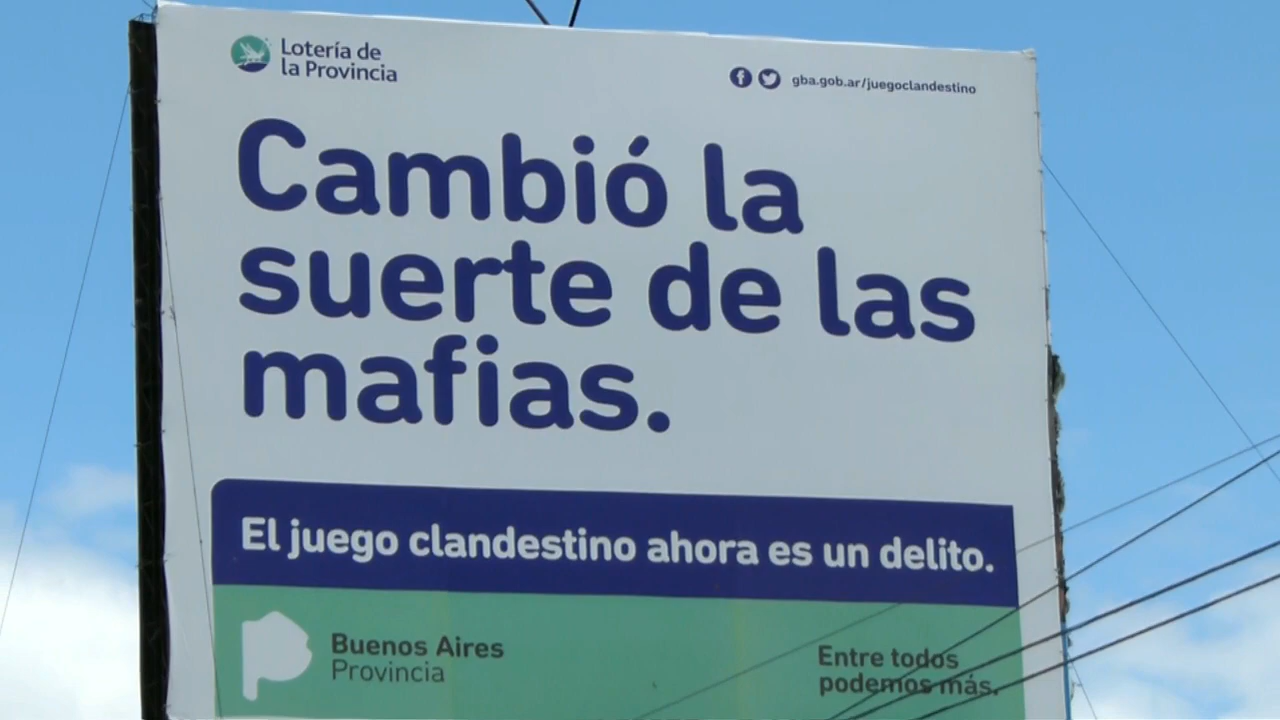 Lotería de
la Provincia
gba.gob.ar/juegoclandestino
Cambió la
suerte de las
mafias.
El juego clandestino ahora es un delito.
Buenos Aires
Provincia
Entre todos
podemos más.